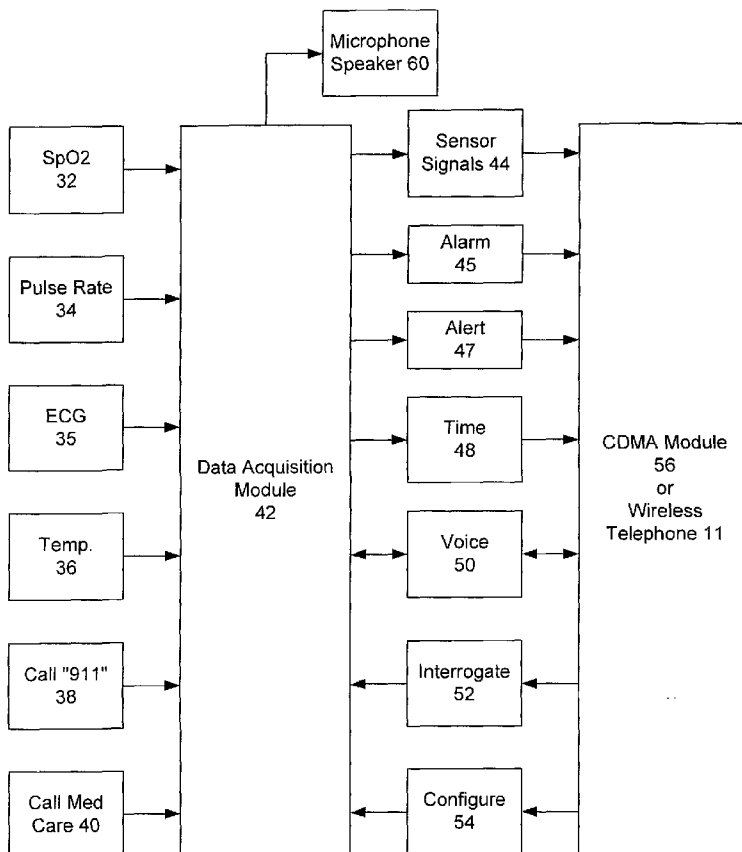 Microphone
Speaker 60
SpO2
32
Pulse Rate
34
ECG
35
Temp.
36
Call "911"
38
Call Med
Care 40
Data Acquisition
Module
42
Sensor
Signals 44
Alarm
45
Alert
47
Time
48
Voice
50
Interrogate
52
Configure
54
CDMA Module
56
or
Wireless
Telephone 11